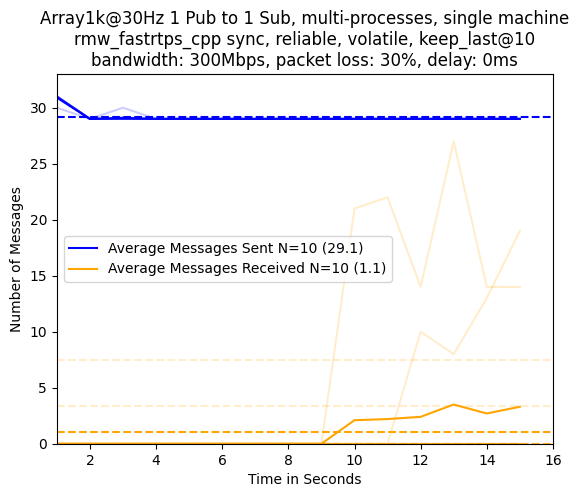 Array1k@30Hz 1 Pub to 1 Sub, multi-processes, single machine
rmw_fastrtps_cpp sync, reliable, volatile, keep_last@10
bandwidth: 300Mbps, packet loss: 30%, delay: 0ms
30
25
20
15
10
5
0
Number of Messages
Average Messages Sent N=10 (29.1)
Average Messages Received N=10 (1.1)
2 4 6 8 10 12 14 16
Time in Seconds